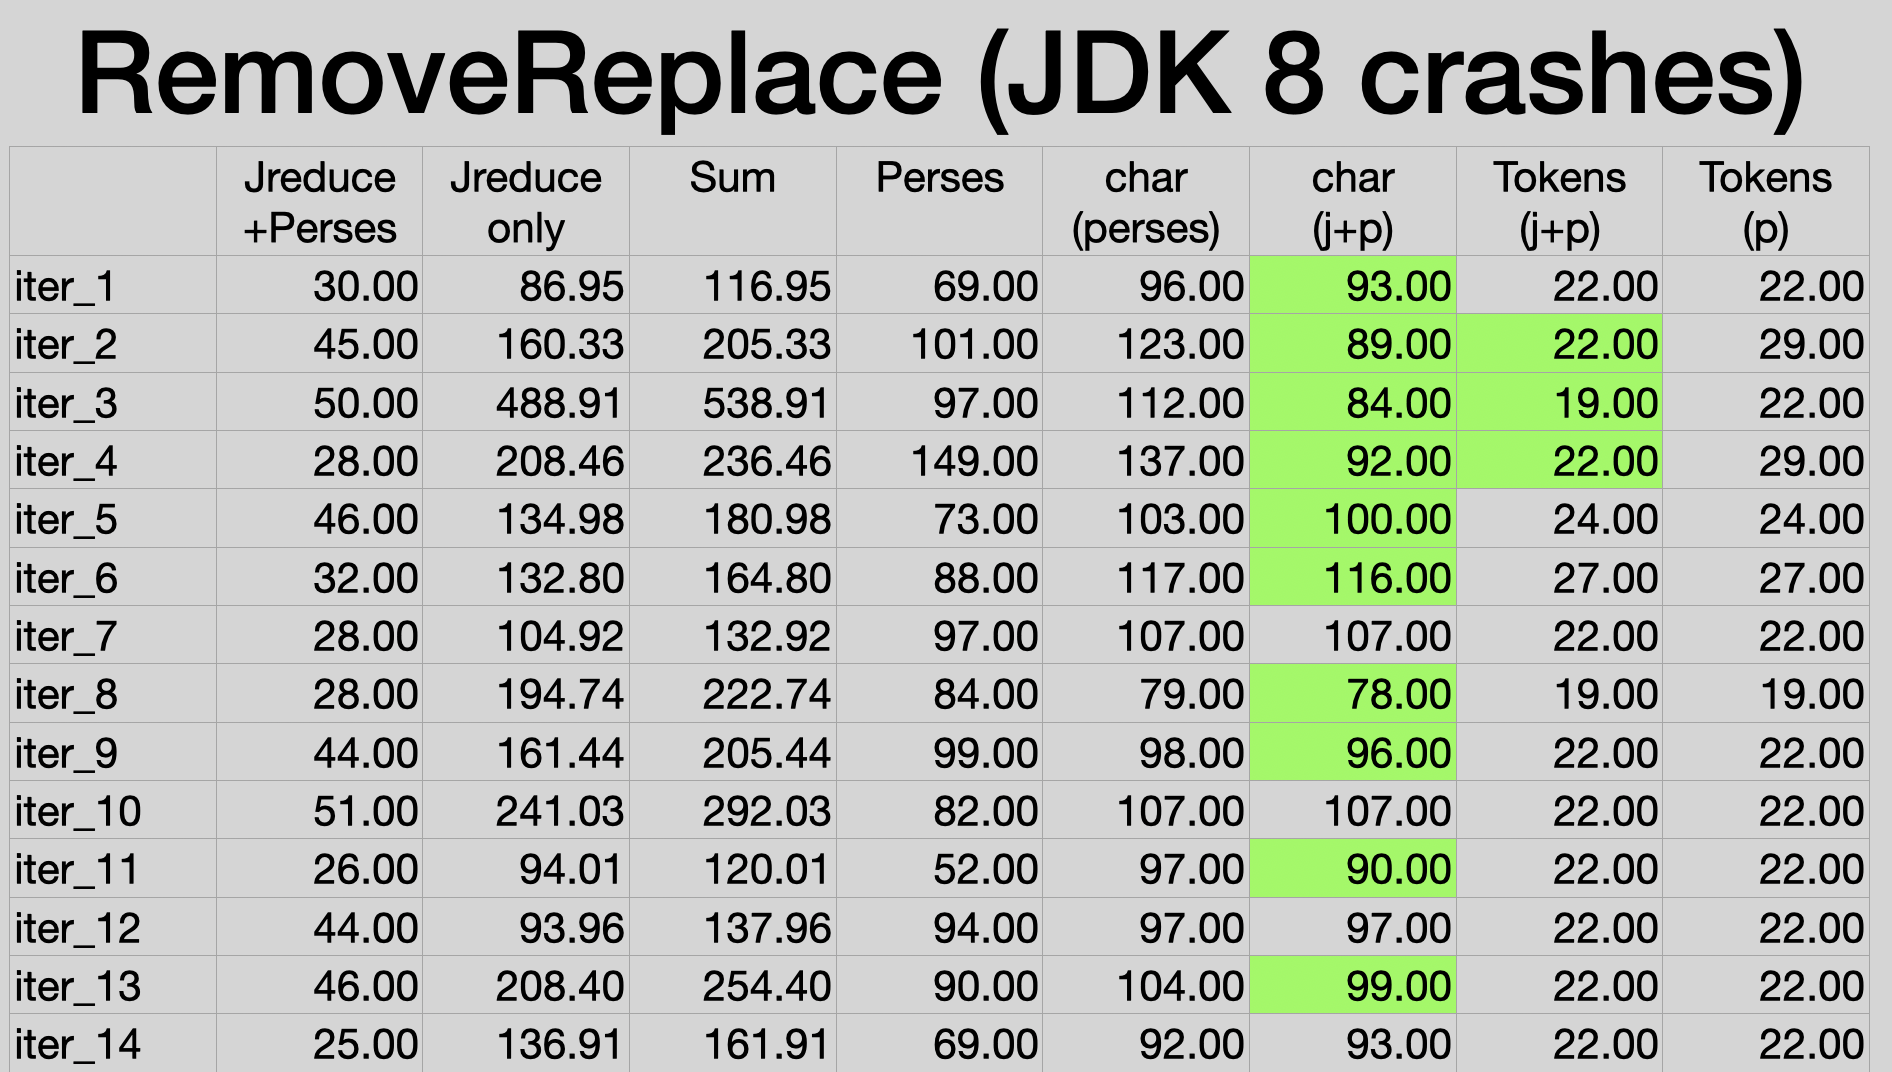 RemoveReplace (JDK 8 crashes)
Jreduce +Perses Jreduce only Sum Perses char (perses) char (j+p) Tokens (j+p) Tokens (p)
iter_1 30.00 86.95 116.95 69.00 96.00 93.00 22.00 22.00
iter_2 45.00 160.33 205.33 101.00 123.00 89.00 22.00 29.00
iter_3 50.00 488.91 538.91 97.00 112.00 84.00 19.00 22.00
iter_4 28.00 208.46 236.46 149.00 137.00 92.00 22.00 29.00
iter_5 46.00 134.98 180.98 73.00 103.00 100.00 24.00 24.00
iter_6 32.00 132.80 164.80 88.00 117.00 116.00 27.00 27.00
iter_7 28.00 104.92 132.92 97.00 107.00 107.00 22.00 22.00
iter_8 28.00 194.74 222.74 84.00 79.00 78.00 19.00 19.00
iter_9 44.00 161.44 205.44 99.00 98.00 96.00 22.00 22.00
iter_10 51.00 241.03 292.03 82.00 107.00 107.00 22.00 22.00
iter_11 26.00 94.01 120.01 52.00 97.00 90.00 22.00 22.00
iter_12 44.00 93.96 137.96 94.00 97.00 97.00 22.00 22.00
iter_13 46.00 208.40 254.40 90.00 104.00 99.00 22.00 22.00
iter_14 25.00 136.91 161.91 69.00 92.00 93.00 22.00 22.00